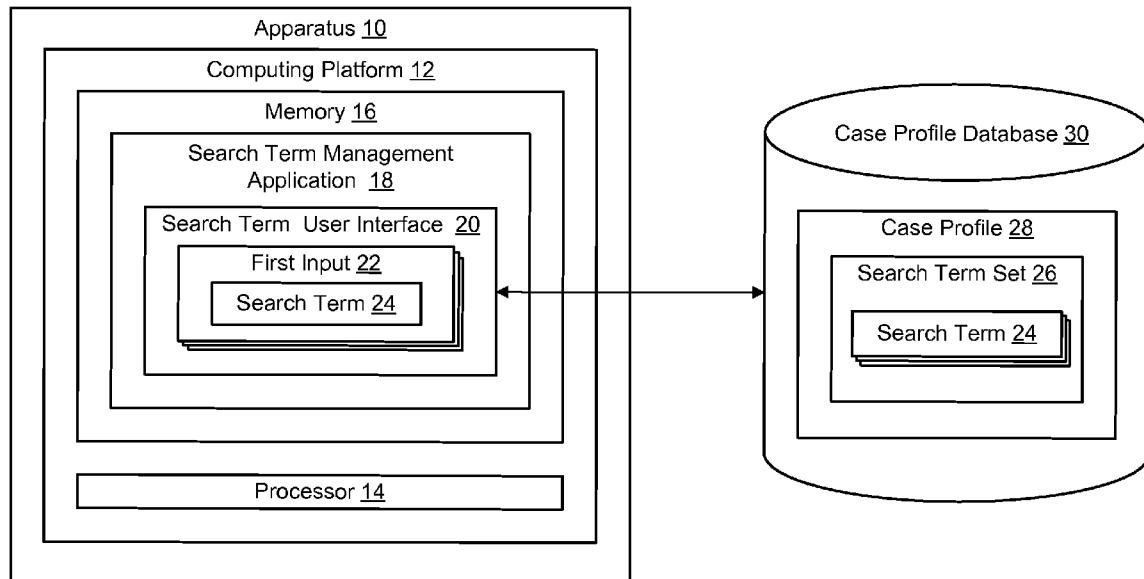 Apparatus 10
Computing Platform 12
Memory 16
Search Term Management
Application 18
Search Term User Interface 20
First Input 22
Search Term 24
Processor 14
Case Profile Database 30
Case Profile 28
Search Term Set 26
Search Term 24